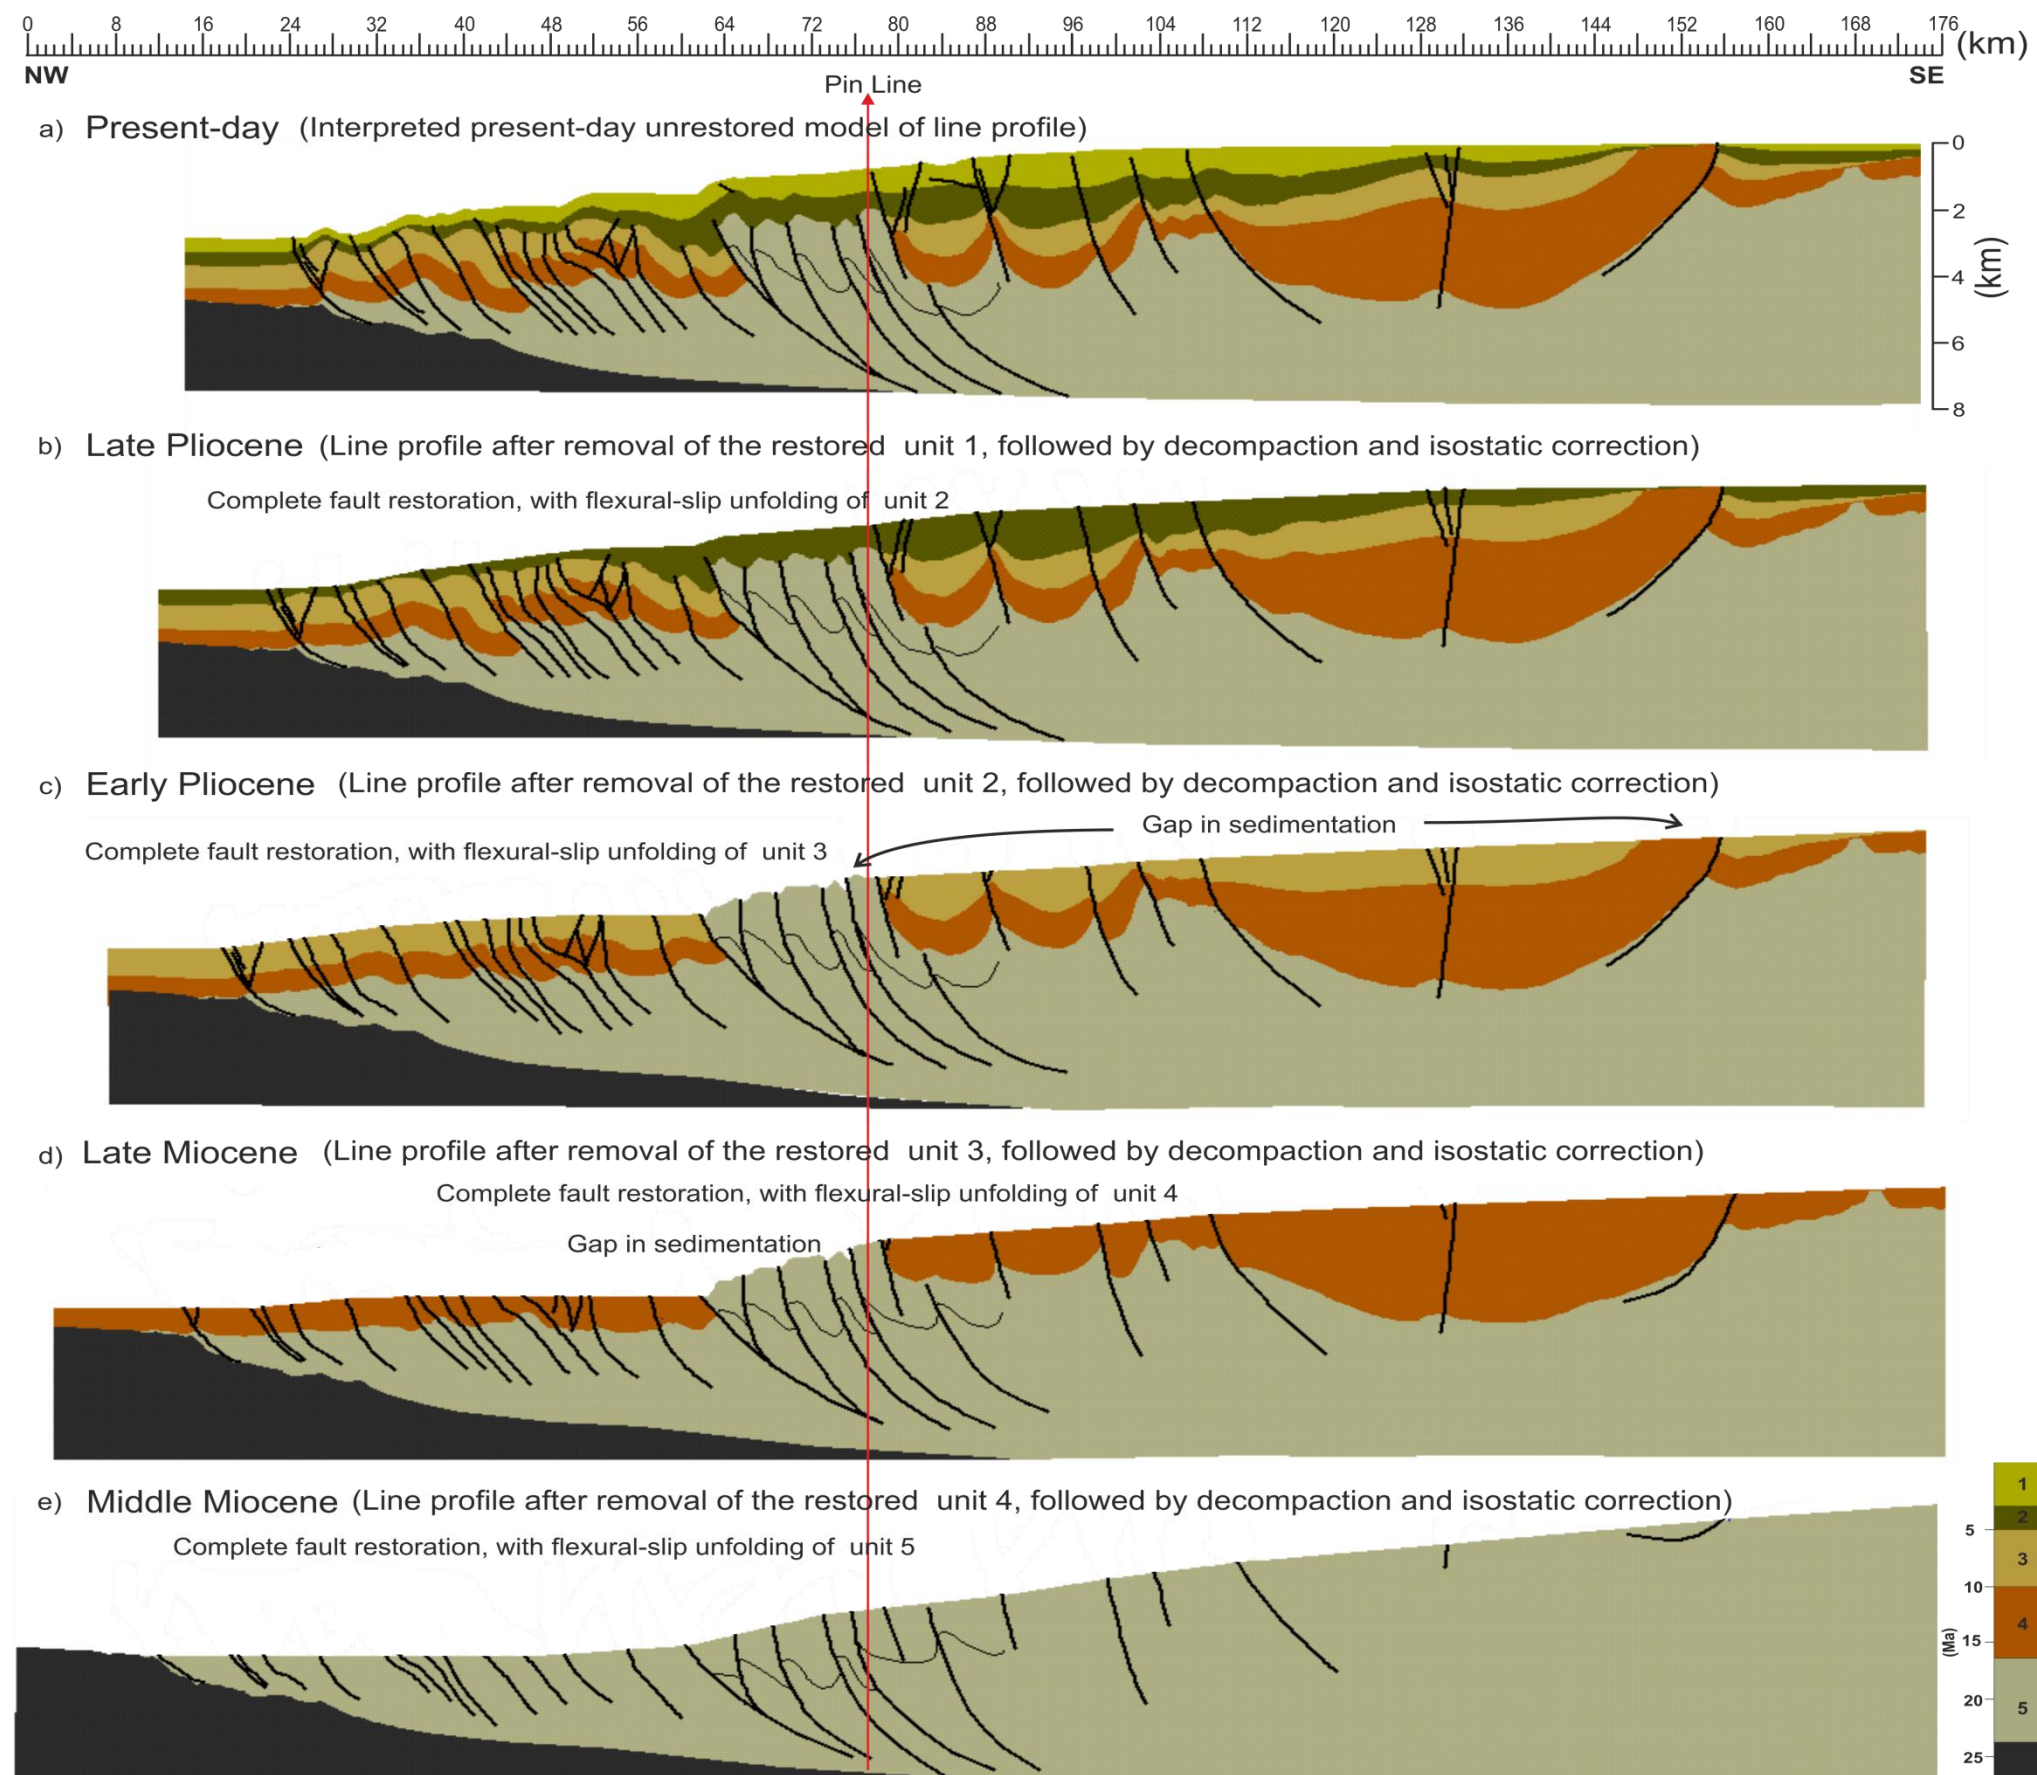 0 8 16 24 32 40 48 56 64 72 80 88 96 104 112 120 128 136 144 152 160 168 176 (km)
NW SE
Pin Line
a) Present-day (Interpreted present-day unrestored model of line profile)
0
2
4
6
8
(km)
b) Late Pliocene (Line profile after removal of the restored unit 1, followed by decompaction and isostatic correction)
Complete fault restoration, with flexural-slip unfolding of unit 2
c) Early Pliocene (Line profile after removal of the restored unit 2, followed by decompaction and isostatic correction)
Gap in sedimentation
Complete fault restoration, with flexural-slip unfolding of unit 3
d) Late Miocene (Line profile after removal of the restored unit 3, followed by decompaction and isostatic correction)
Complete fault restoration, with flexural-slip unfolding of unit 4
Gap in sedimentation
e) Middle Miocene (Line profile after removal of the restored unit 4, followed by decompaction and isostatic correction)
Complete fault restoration, with flexural-slip unfolding of unit 5
1
2
3
4
5
5
10
15
20
25
(Ma)